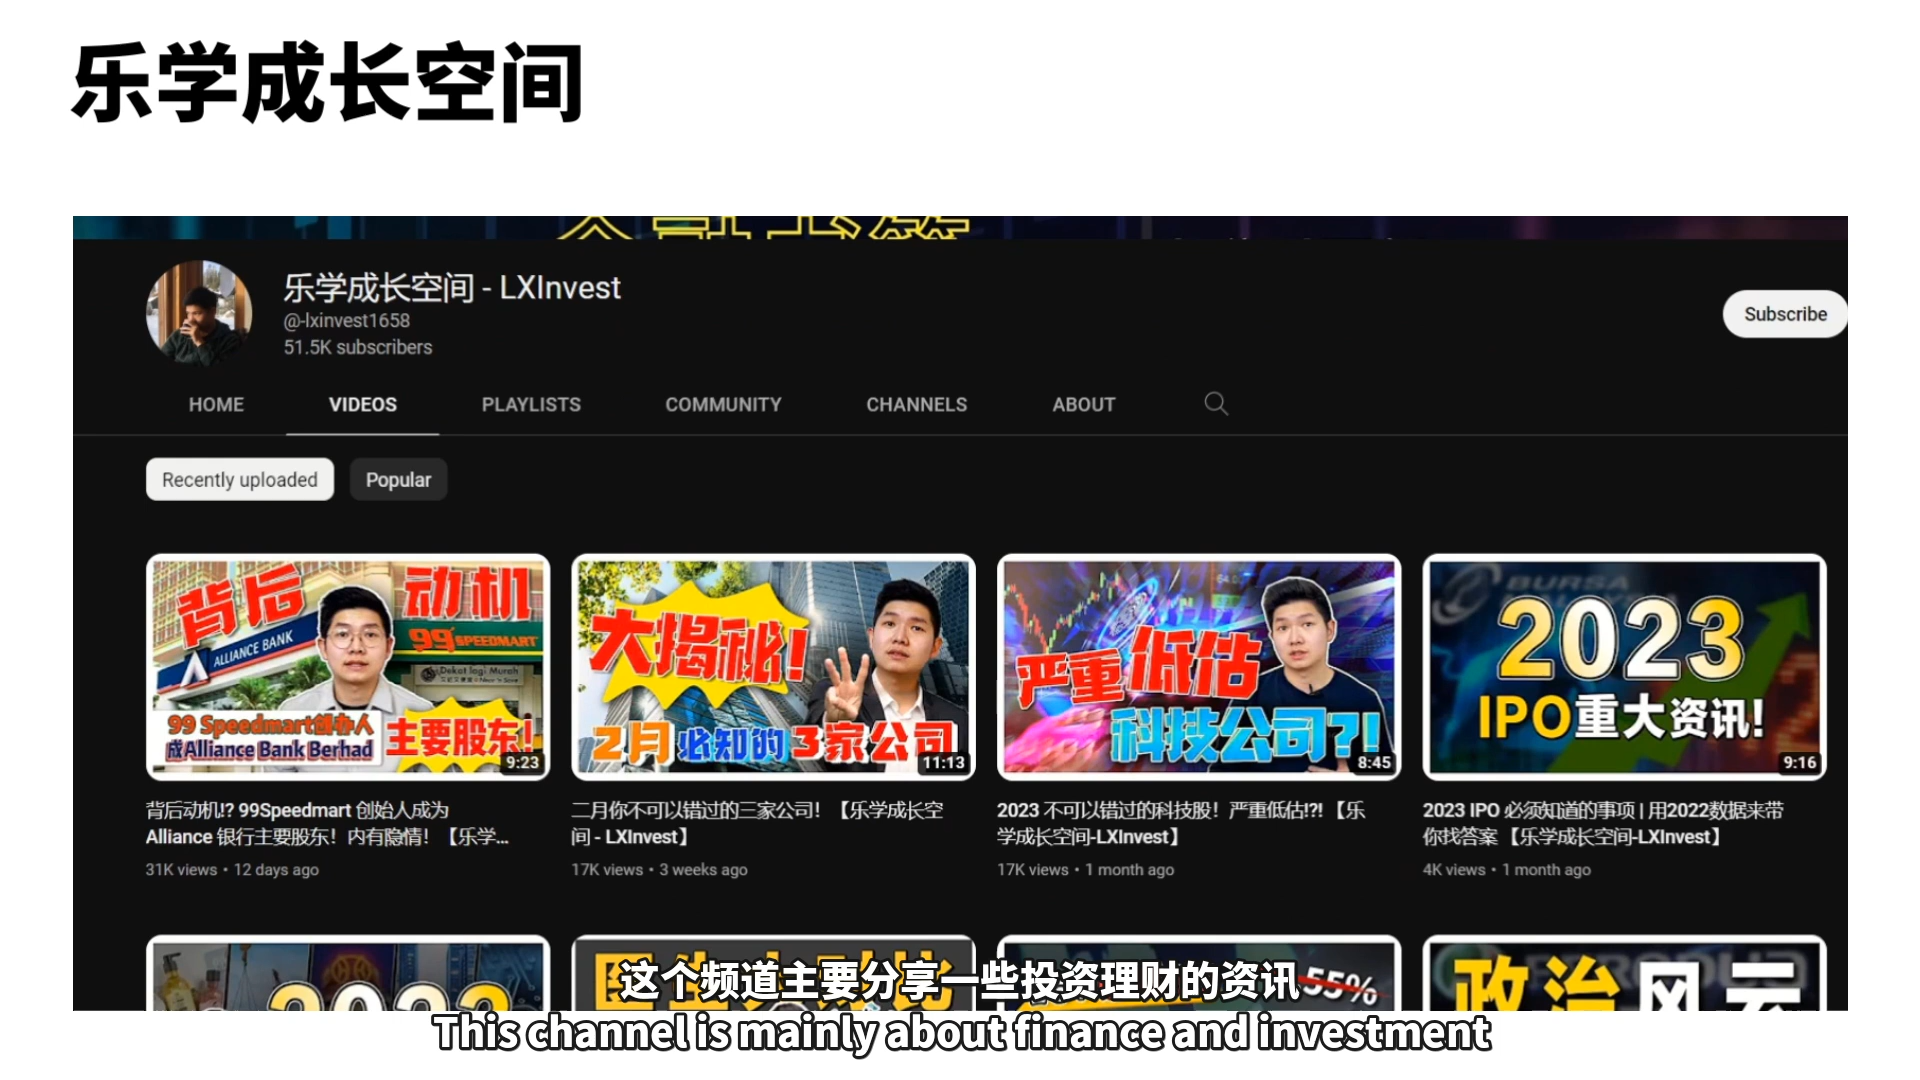 乐学成长空间
乐学成长空间 - LXInvest
@-lxinvest1658
51.5K subscribers
Subscribe
HOME
VIDEOS
PLAYLISTS
COMMUNITY
CHANNELS
ABOUT
Recently uploaded
Popular
背后 动机
ALLIANCE BANK
99 SPEEDMART
Dekat lagi Murah
99 Speedmart创办人
成Alliance Bank Berhad
主要股东!
9:23
大揭秘!
2月必知的3家公司
11:13
严重低估
科技公司?!
8:45
BURSA
2023
IPO重大资讯!
9:16
背后动机!? 99Speedmart 创始人成为
Alliance 银行主要股东！内有隐情！【乐学...
31K views • 12 days ago
二月你不可以错过的三家公司！【乐学成长空
间 - LXInvest】
17K views • 3 weeks ago
2023 不可以错过的科技股！严重低估!?!【乐
学成长空间-LXInvest】
17K views • 1 month ago
2023 IPO 必须知道的事项 | 用2022数据来带
你找答案 【乐学成长空间-LXInvest】
4K views • 1 month ago
2023
55%
政治风云
这个频道主要分享一些投资理财的资讯
This channel is mainly about finance and investment